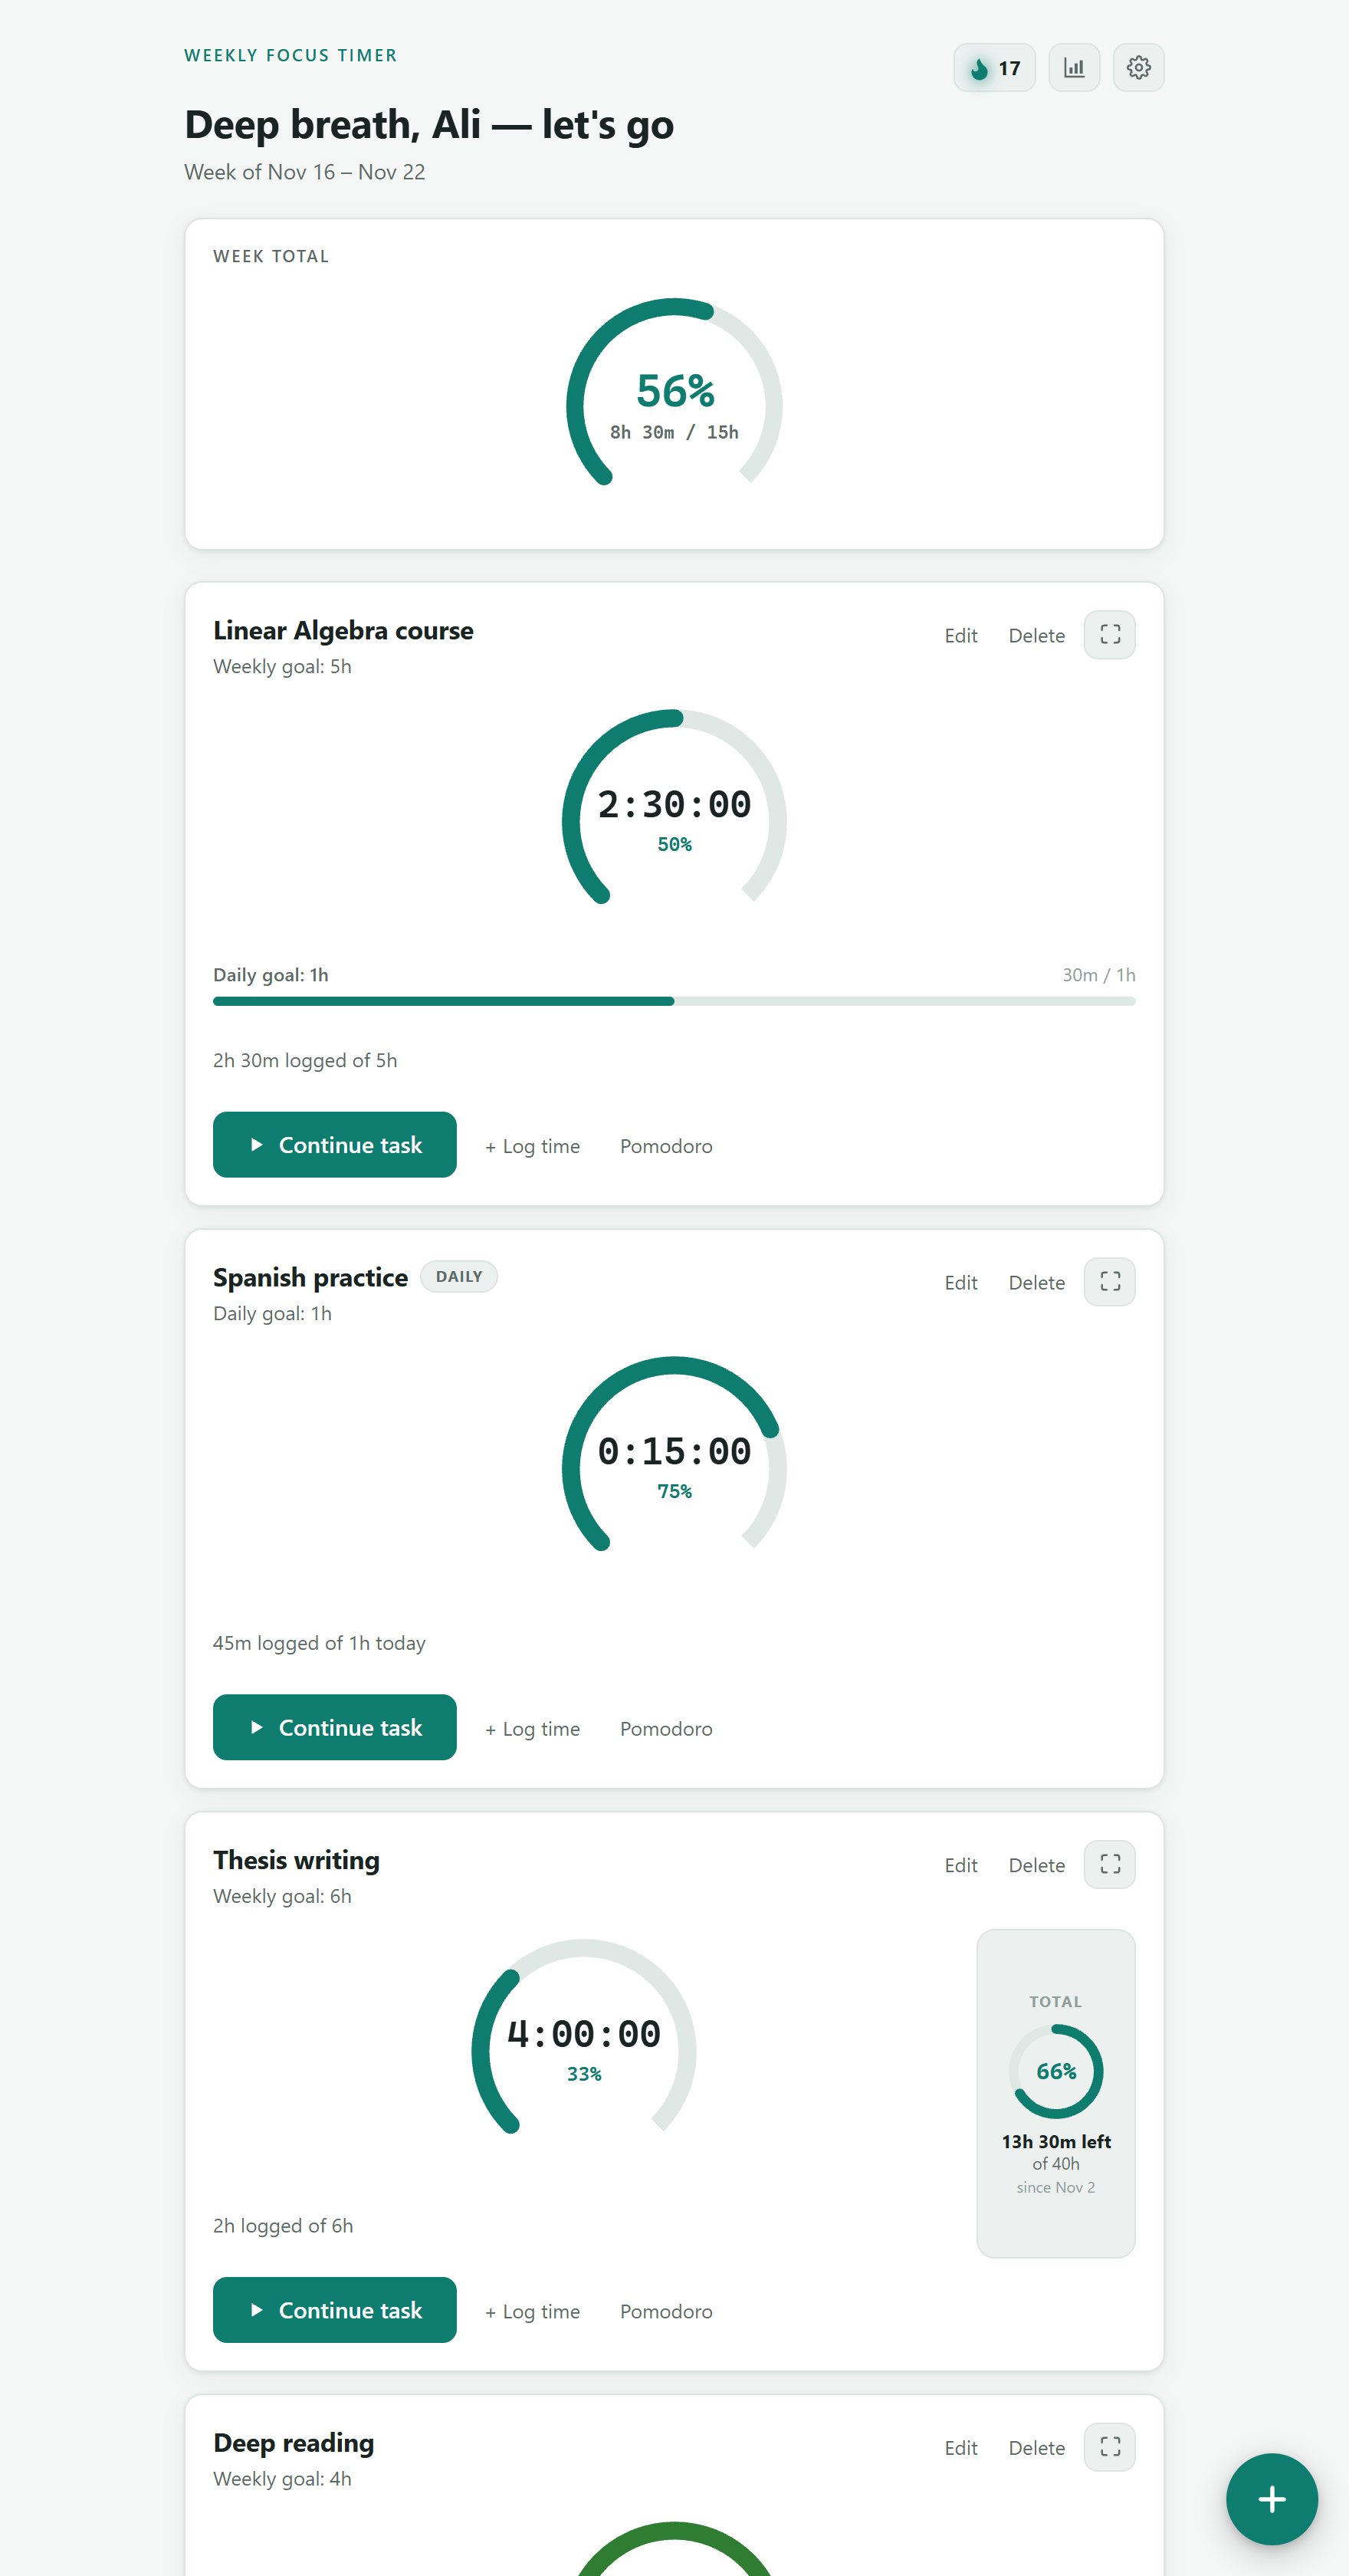 WEEKLY FOCUS TIMER
17
Deep breath, Ali — let's go
Week of Nov 16 – Nov 22
WEEK TOTAL
56%
8h 30m / 15h
Linear Algebra course
Edit
Delete
Weekly goal: 5h
2:30:00
50%
Daily goal: 1h
30m / 1h
2h 30m logged of 5h
Continue task
+ Log time
Pomodoro
Spanish practice
DAILY
Edit
Delete
Daily goal: 1h
0:15:00
75%
45m logged of 1h today
Continue task
+ Log time
Pomodoro
Thesis writing
Edit
Delete
Weekly goal: 6h
4:00:00
33%
TOTAL
66%
13h 30m left
of 40h
since Nov 2
2h logged of 6h
Continue task
+ Log time
Pomodoro
Deep reading
Edit
Delete
Weekly goal: 4h